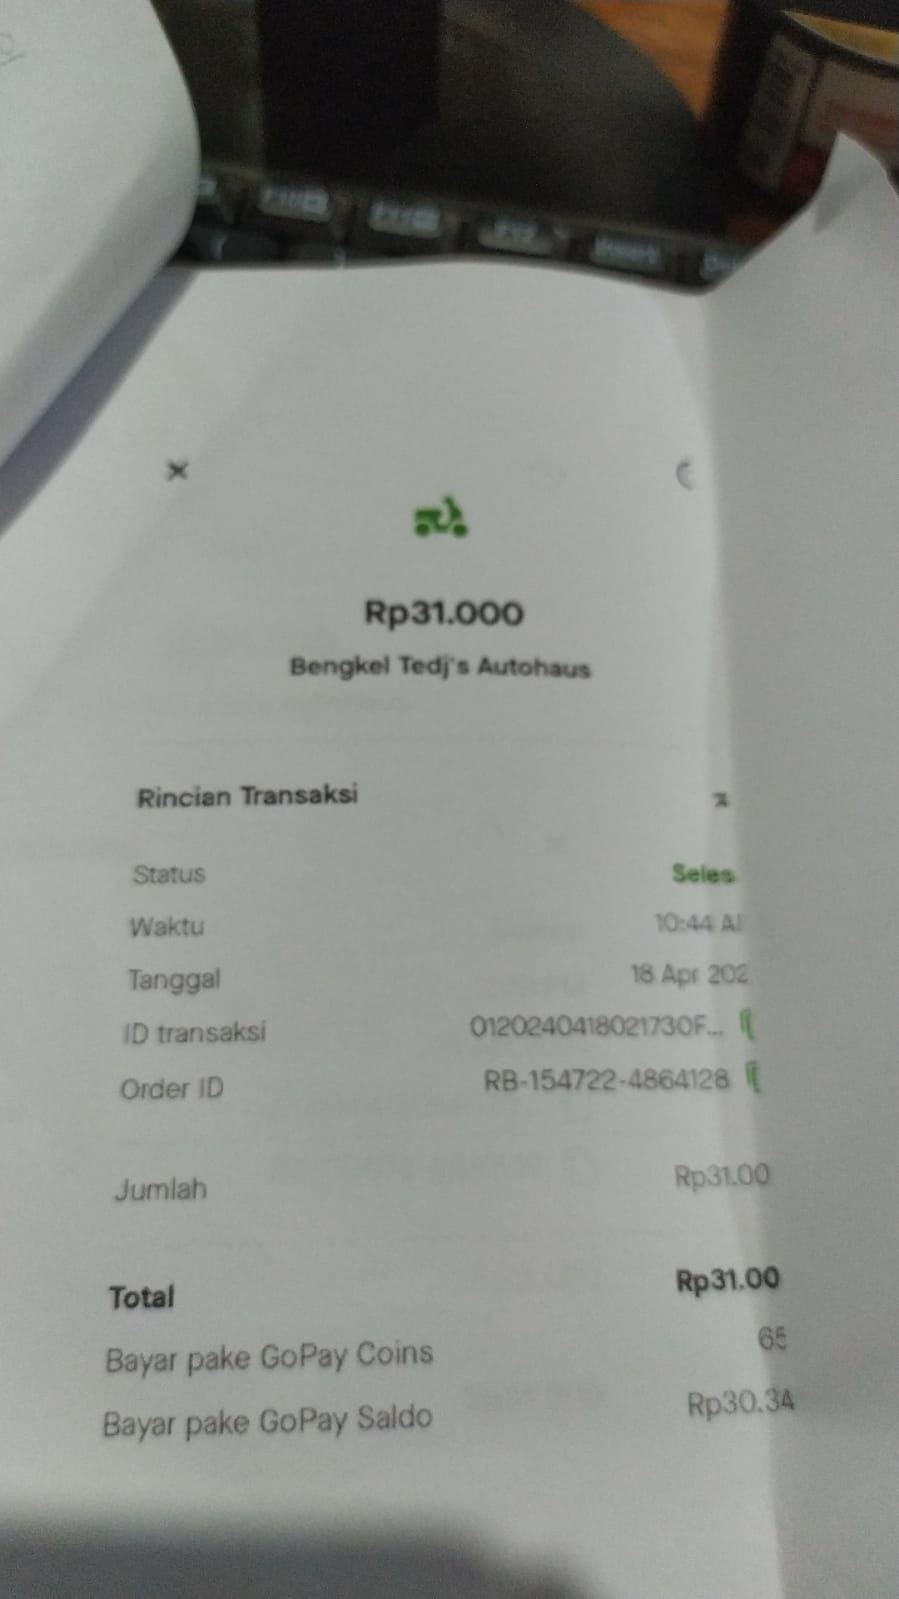 Rp31.000
Bengkel Tedj's Autohaus
Rincian Transaksi
Status Seles
Waktu 10:44 A
Tanggal 18 Apr 202
ID transaksi 0120240418021730F...
Order ID RB-154722-4864128
Jumlah Rp31.00
Total Rp31.00
Bayar pake GoPay Coins 65
Bayar pake GoPay Saldo Rp30.34